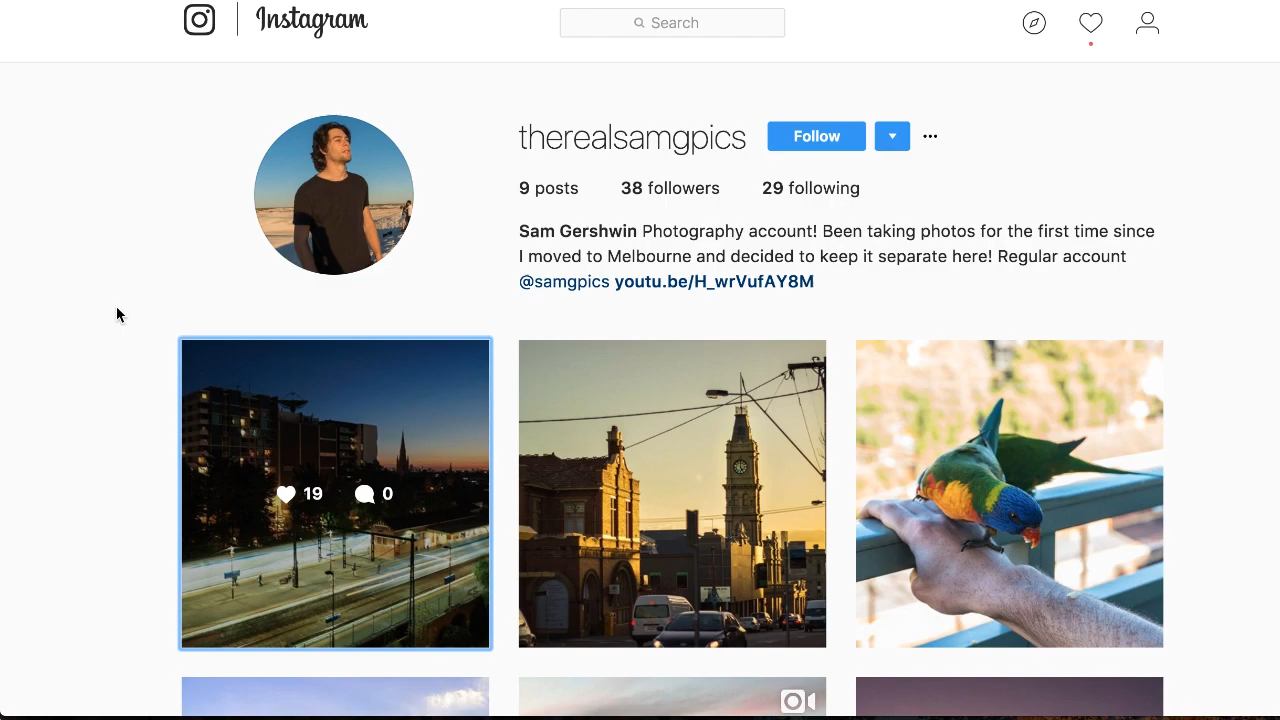 Instagram
Search
therealsamgpics Follow
9 posts 38 followers 29 following
Sam Gershwin Photography account! Been taking photos for the first time since
I moved to Melbourne and decided to keep it separate here! Regular account
@samgpics youtu.be/H_wrVufAY8M
19 0